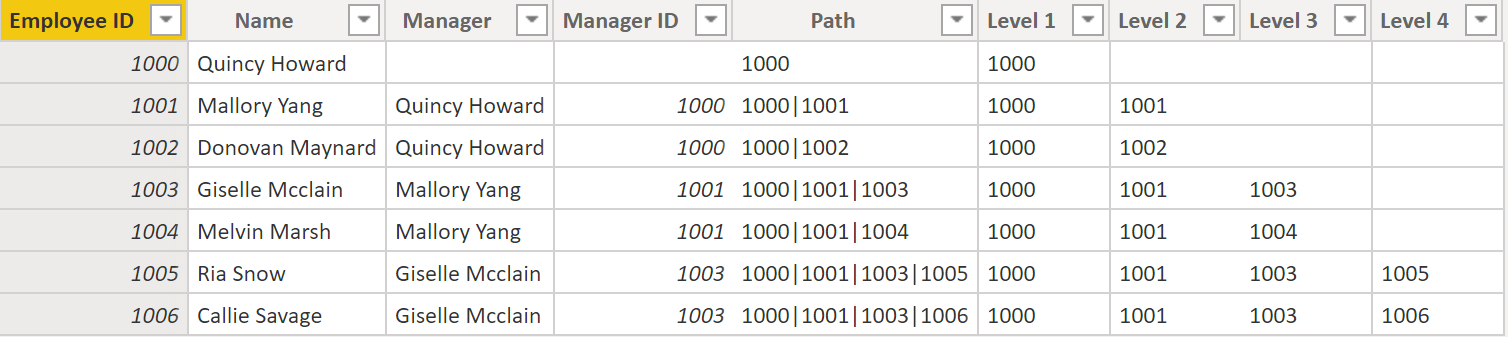 Employee ID Name Manager Manager ID Path Level 1 Level 2 Level 3 Level 4
1000 Quincy Howard 1000 1000
1001 Mallory Yang Quincy Howard 1000 1000|1001 1000 1001
1002 Donovan Maynard Quincy Howard 1000 1000|1002 1000 1002
1003 Giselle Mcclain Mallory Yang 1001 1000|1001|1003 1000 1001 1003
1004 Melvin Marsh Mallory Yang 1001 1000|1001|1004 1000 1001 1004
1005 Ria Snow Giselle Mcclain 1003 1000|1001|1003|1005 1000 1001 1003 1005
1006 Callie Savage Giselle Mcclain 1003 1000|1001|1003|1006 1000 1001 1003 1006